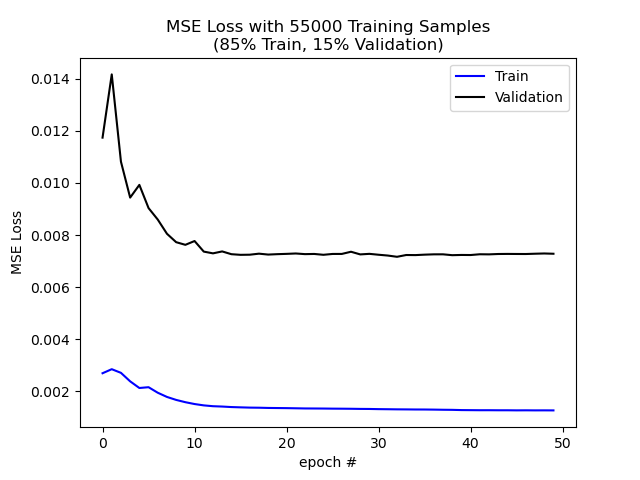 MSE Loss with 55000 Training Samples
(85% Train, 15% Validation)
Train
Validation
0.014
0.012
0.010
0.008
0.006
0.004
0.002
MSE Loss
0 10 20 30 40 50
epoch #